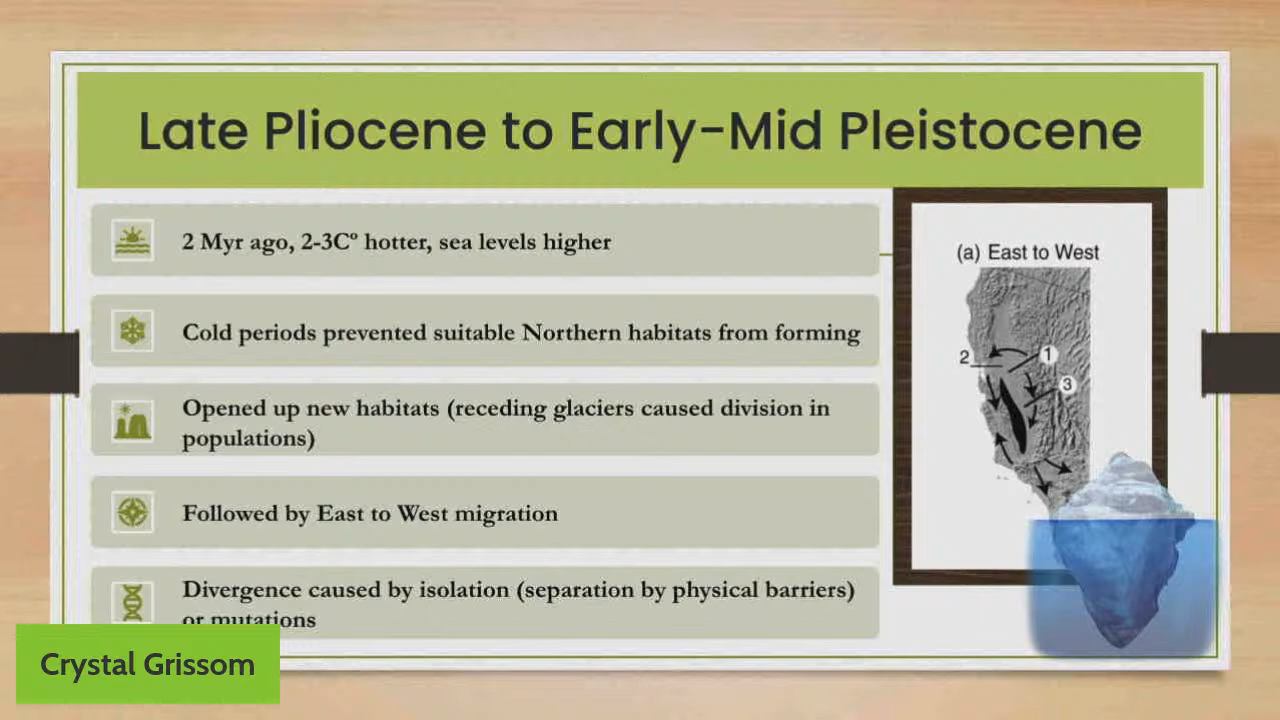 Late Pliocene to Early-Mid Pleistocene
2 Myr ago, 2-3Cº hotter, sea levels higher
Cold periods prevented suitable Northern habitats from forming
Opened up new habitats (receding glaciers caused division in
populations)
Followed by East to West migration
Divergence caused by isolation (separation by physical barriers)
or mutations
(a) East to West
1
2
3
Crystal Grissom